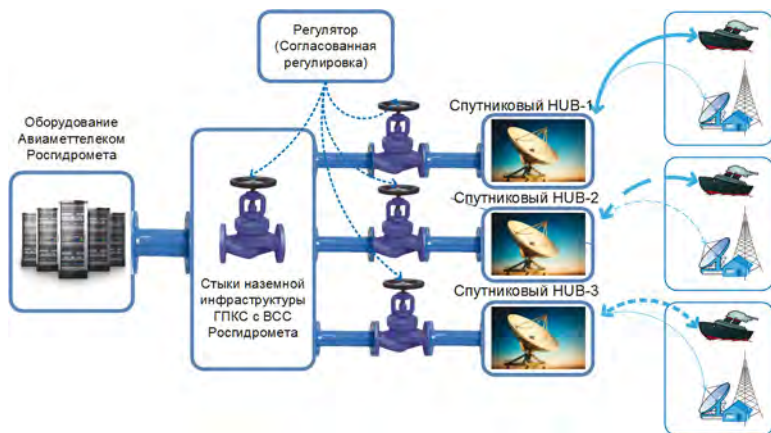 Регулятор
(Согласованная
регулировка)
Оборудование
Авиаметтелеком
Росгидромета
Спутниковый HUB-1
Спутниковый HUB-2
Стыки наземной
инфраструктуры
ГПКС с ВСС
Росгидромета
Спутниковый HUB-3